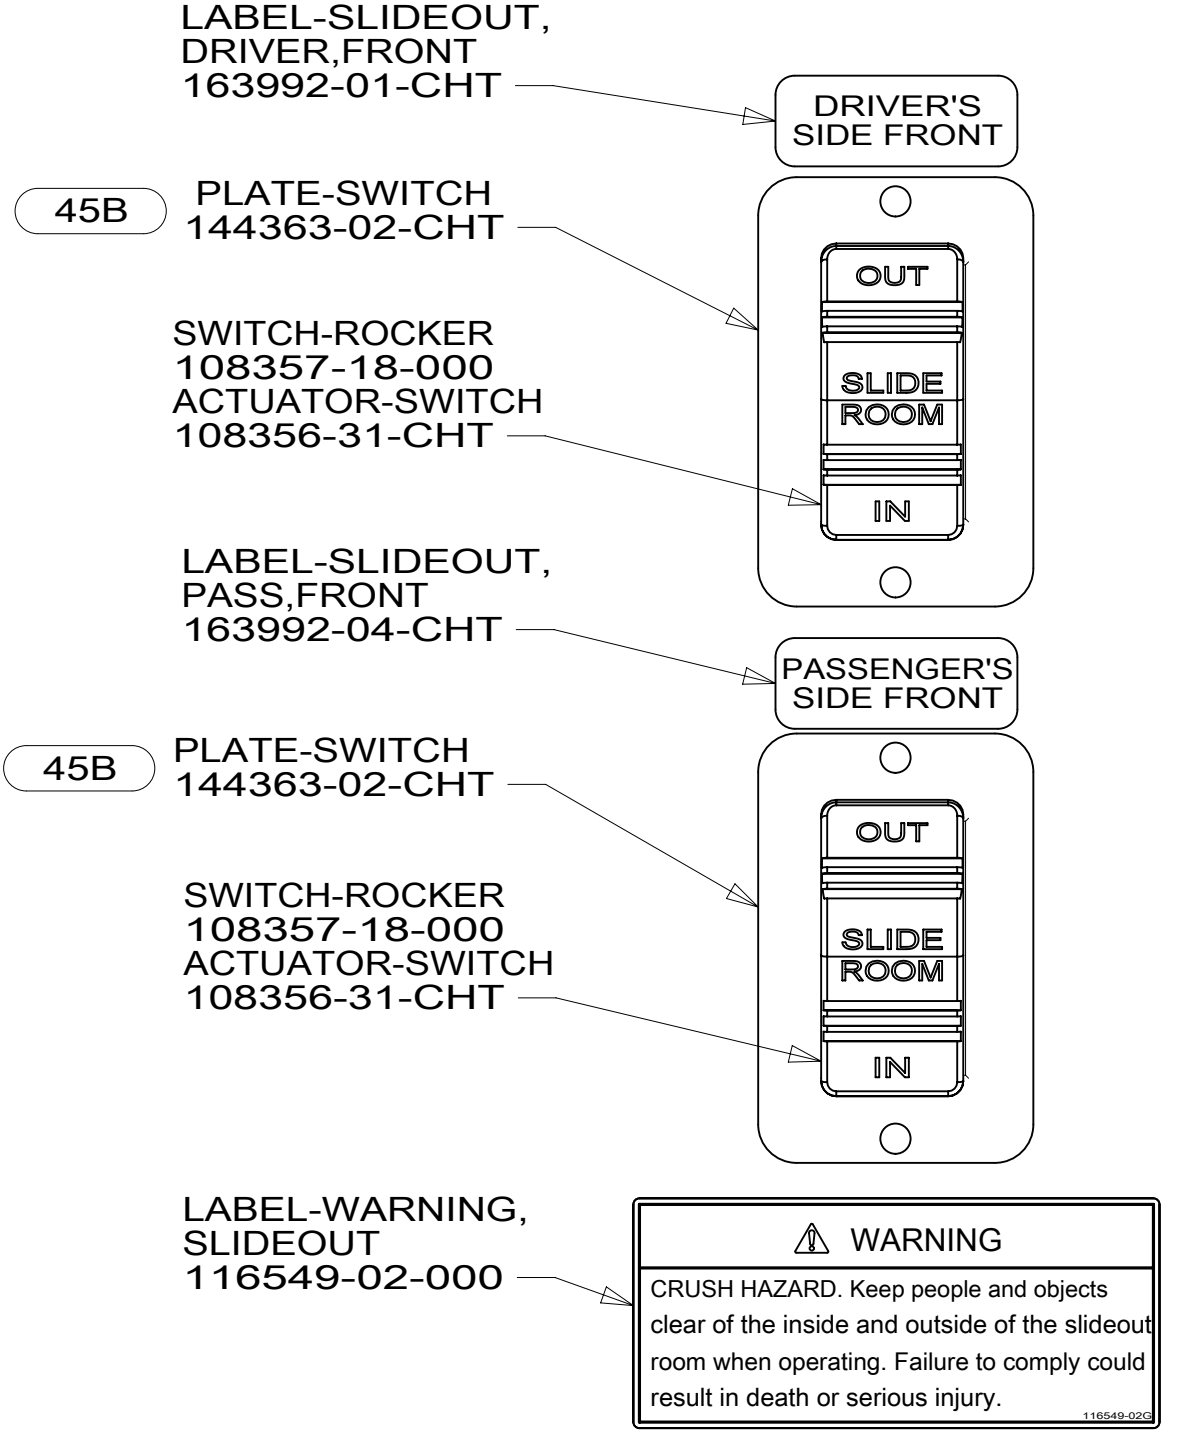 LABEL-SLIDEOUT,
DRIVER,FRONT
163992-01-CHT
DRIVER'S
SIDE FRONT
45B
PLATE-SWITCH
144363-02-CHT
SWITCH-ROCKER
108357-18-000
ACTUATOR-SWITCH
108356-31-CHT
OUT
SLIDE
ROOM
IN
LABEL-SLIDEOUT,
PASS,FRONT
163992-04-CHT
PASSENGER'S
SIDE FRONT
45B
PLATE-SWITCH
144363-02-CHT
SWITCH-ROCKER
108357-18-000
ACTUATOR-SWITCH
108356-31-CHT
OUT
SLIDE
ROOM
IN
LABEL-WARNING,
SLIDEOUT
116549-02-000
WARNING
CRUSH HAZARD. Keep people and objects
clear of the inside and outside of the slideout
room when operating. Failure to comply could
result in death or serious injury.
116549-02G